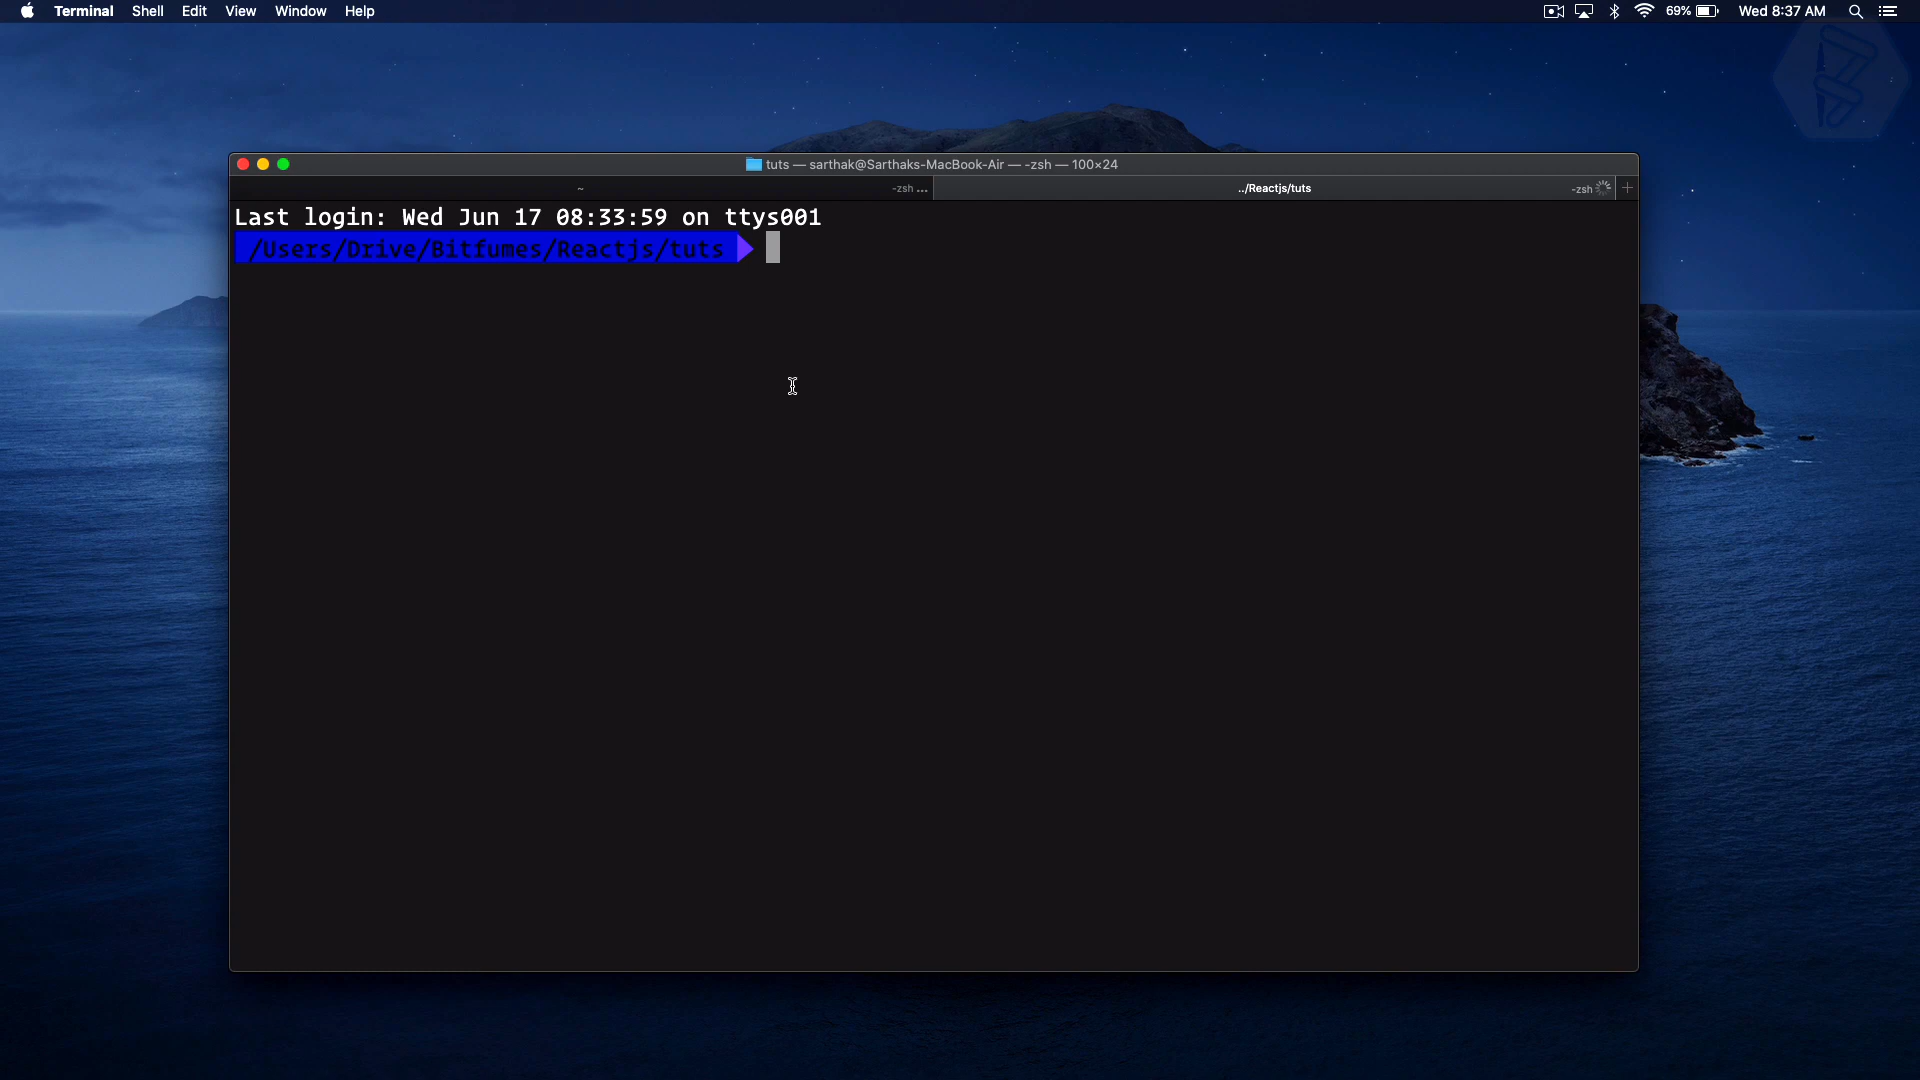 Terminal Shell Edit View Window Help 69% Wed 8:37 AM
tuts — sarthak@Sarthaks-MacBook-Air — -zsh — 100×24
~ -zsh ... ../Reactjs/tuts -zsh
Last login: Wed Jun 17 08:33:59 on ttys001
/Users/Drive/Bitfumes/Reactjs/tuts